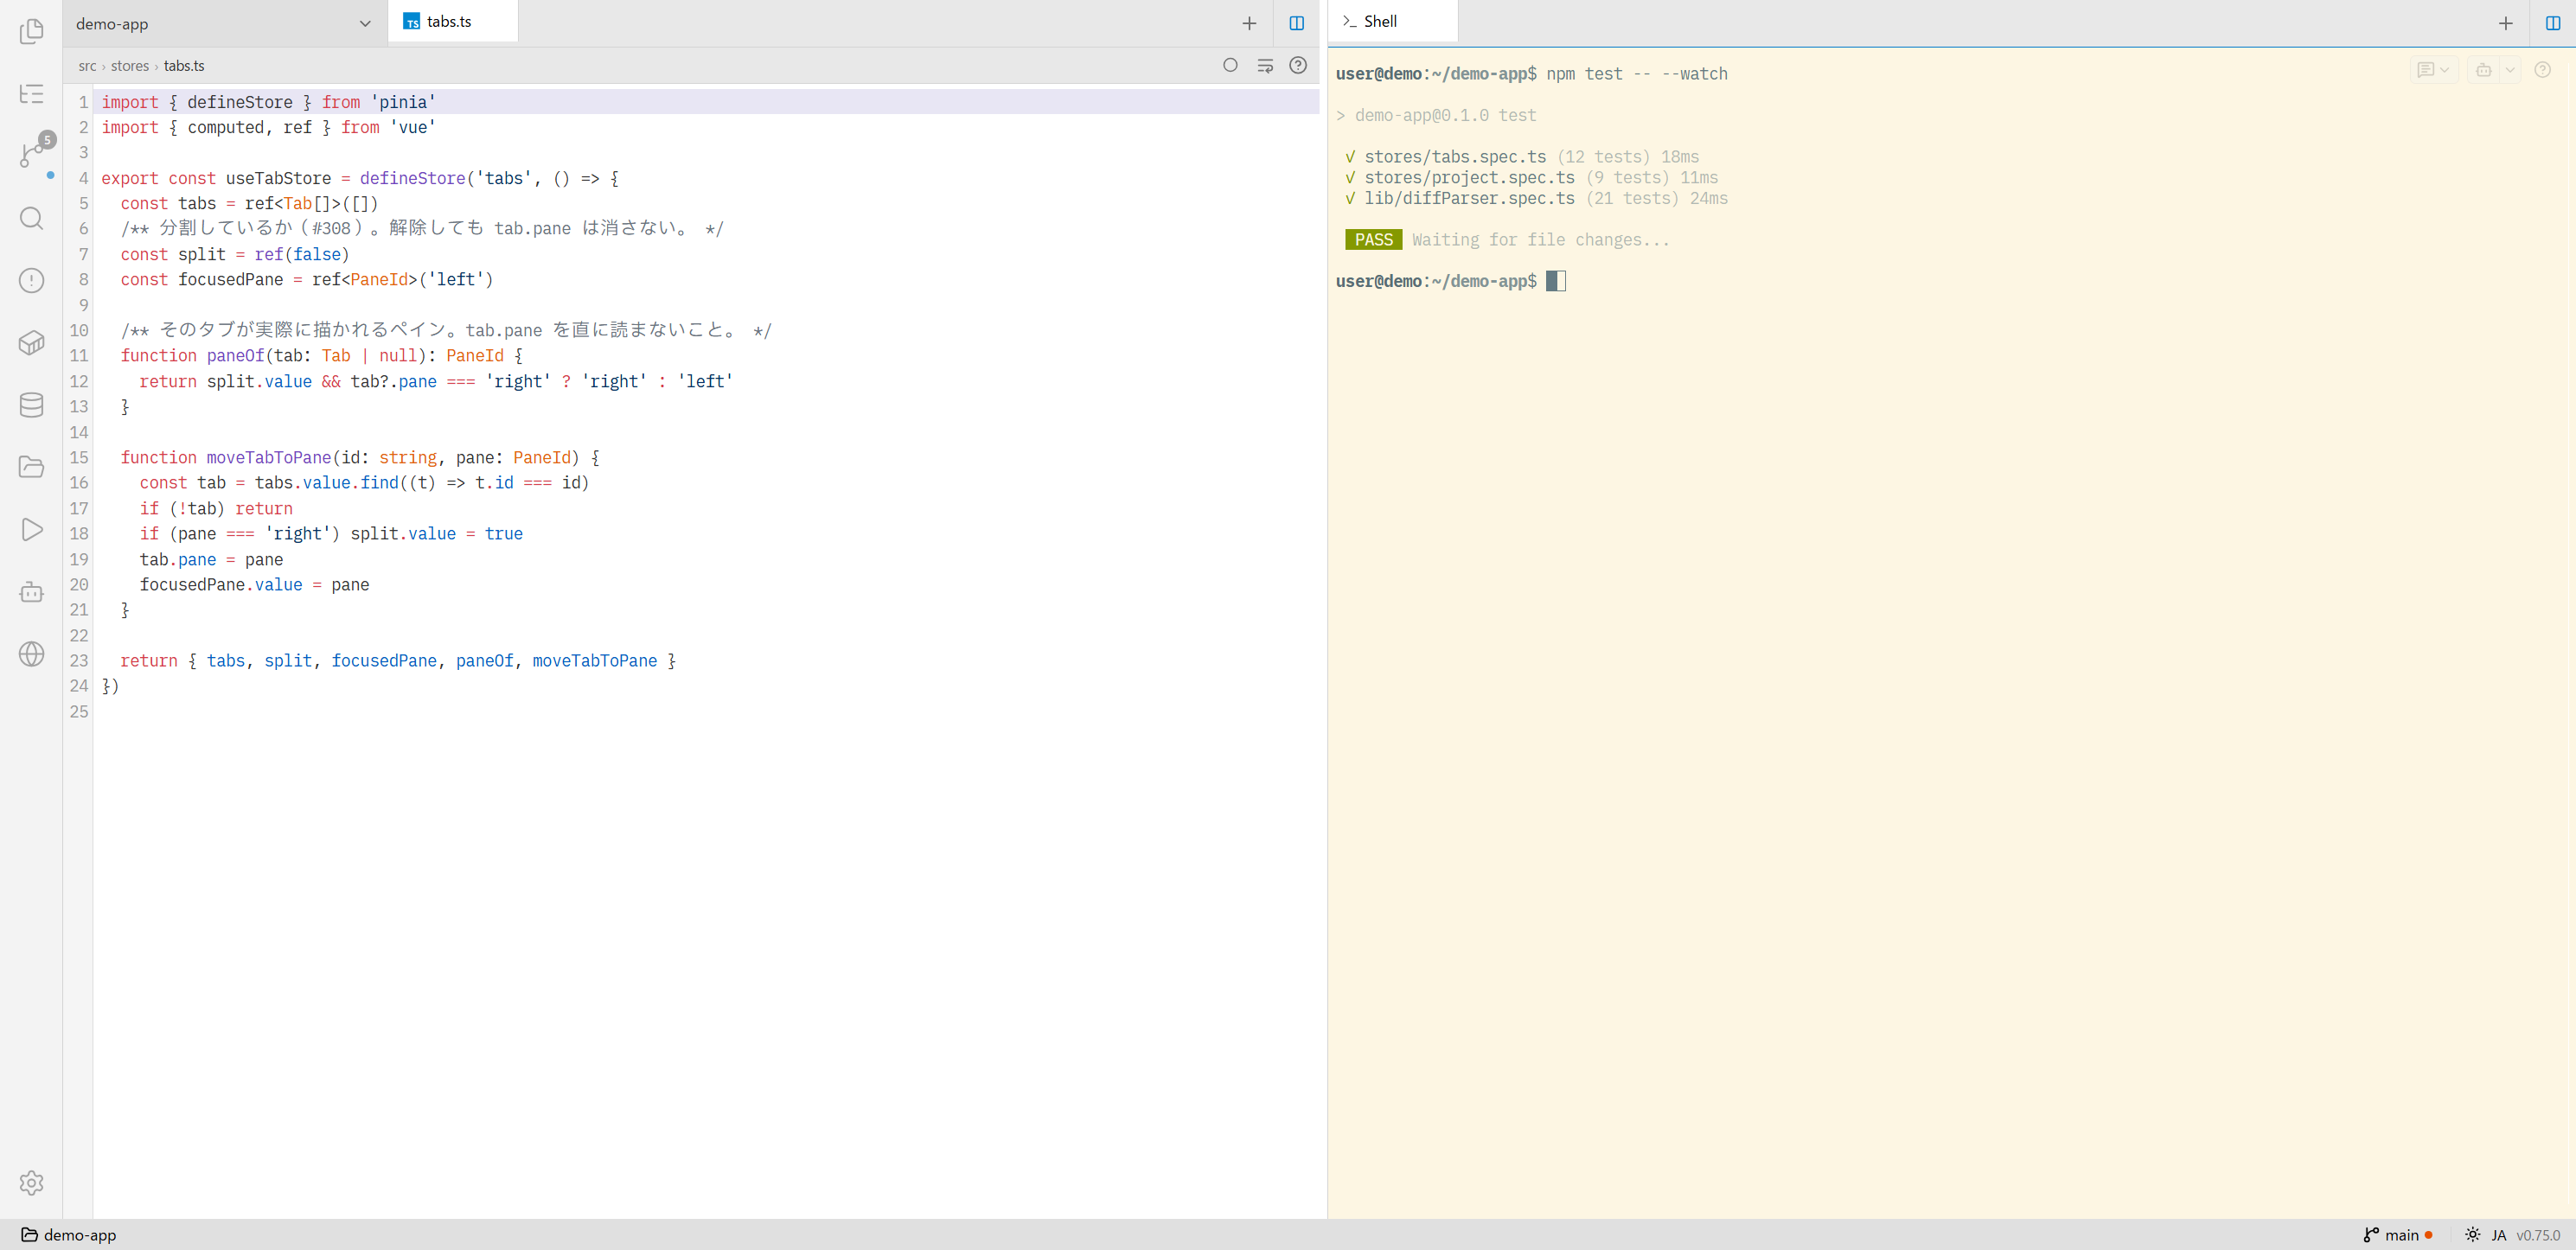 demo-app
TS tabs.ts
>_ Shell
src › stores › tabs.ts
5
1 import { defineStore } from 'pinia'
2 import { computed, ref } from 'vue'
3
4 export const useTabStore = defineStore('tabs', () => {
5   const tabs = ref<Tab[]>([])
6   /** 分割しているか（#308）。解除しても tab.pane は消さない。 */
7   const split = ref(false)
8   const focusedPane = ref<PaneId>('left')
9
10   /** そのタブが実際に描かれるペイン。tab.pane を直に読まないこと。 */
11   function paneOf(tab: Tab | null): PaneId {
12     return split.value && tab?.pane === 'right' ? 'right' : 'left'
13   }
14
15   function moveTabToPane(id: string, pane: PaneId) {
16     const tab = tabs.value.find((t) => t.id === id)
17     if (!tab) return
18     if (pane === 'right') split.value = true
19     tab.pane = pane
20     focusedPane.value = pane
21   }
22
23   return { tabs, split, focusedPane, paneOf, moveTabToPane }
24 })
25
user@demo:~/demo-app$ npm test -- --watch
> demo-app@0.1.0 test
√ stores/tabs.spec.ts (12 tests) 18ms
√ stores/project.spec.ts (9 tests) 11ms
√ lib/diffParser.spec.ts (21 tests) 24ms
PASS Waiting for file changes...
user@demo:~/demo-app$
demo-app
main
JA v0.75.0